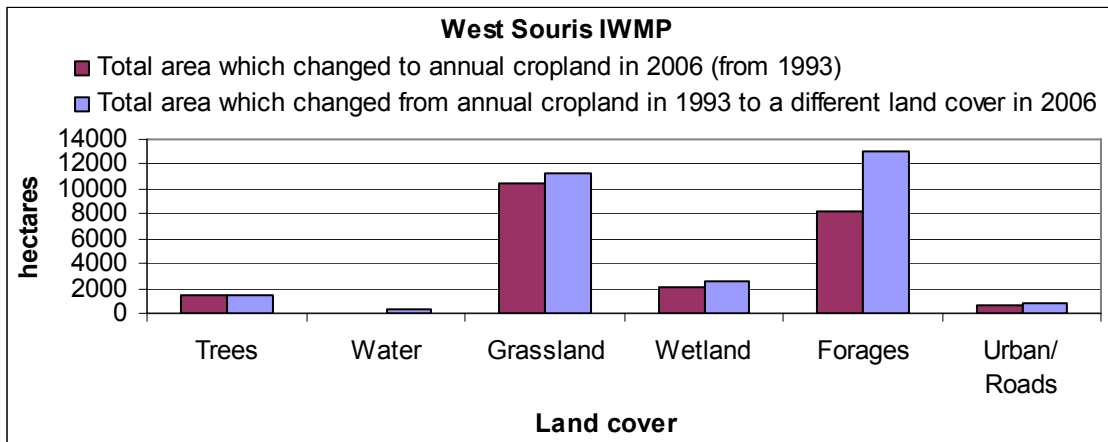 West Souris IWMP
Total area which changed to annual cropland in 2006 (from 1993)
Total area which changed from annual cropland in 1993 to a different land cover in 2006
14000
12000
10000
8000
6000
4000
2000
0
hectares
Trees Water Grassland Wetland Forages Urban/
Roads
Land cover